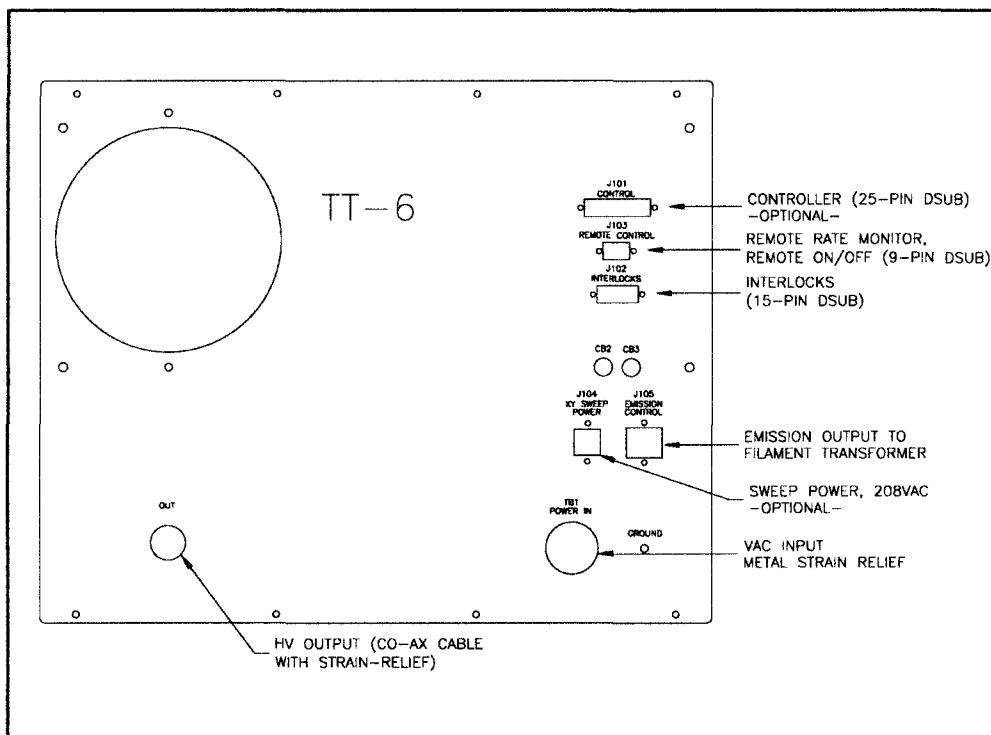 TT-6
J101
CONTROL
CONTROLLER (25-PIN DSUB)
-OPTIONAL-
J103
REMOTE CONTROL
REMOTE RATE MONITOR,
REMOTE ON/OFF (9-PIN DSUB)
J102
INTERLOCKS
INTERLOCKS
(15-PIN DSUB)
CB2 CB3
J104
XY SWEEP
POWER
J105
EMISSION
CONTROL
EMISSION OUTPUT TO
FILAMENT TRANSFORMER
SWEEP POWER, 208VAC
-OPTIONAL-
OUT
TB1
POWER IN
GROUND
VAC INPUT
METAL STRAIN RELIEF
HV OUTPUT (CO-AX CABLE
WITH STRAIN-RELIEF)